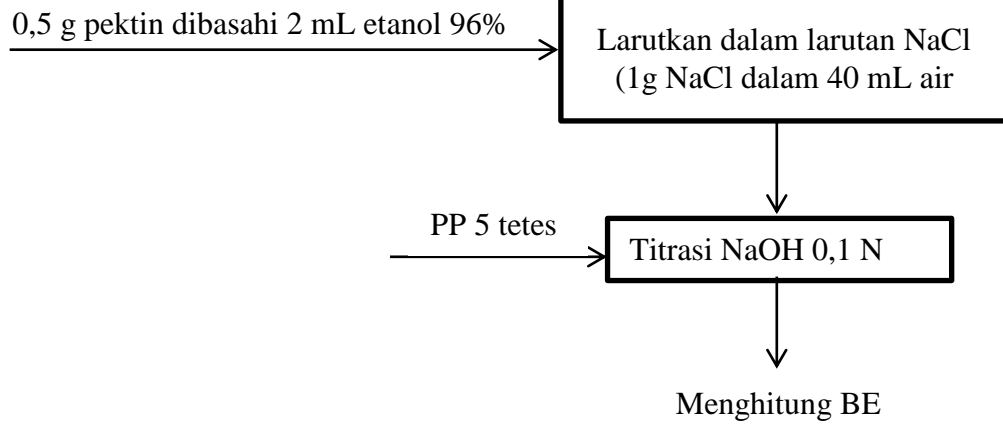 0,5 g pektin dibasahi 2 mL etanol 96%
Larutkan dalam larutan NaCl
(1g NaCl dalam 40 mL air
PP 5 tetes
Titrasi NaOH 0,1 N
Menghitung BE